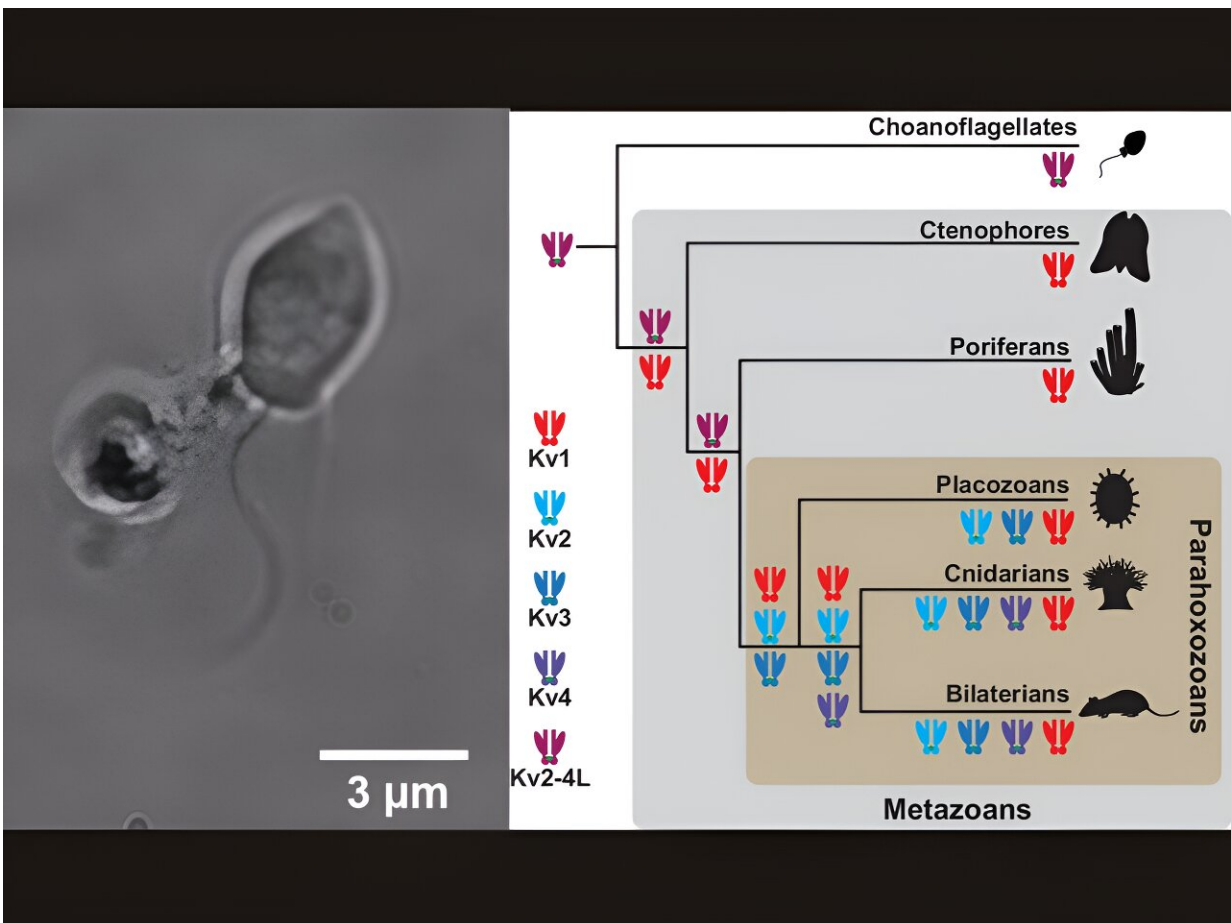 3 µm
Kv1
Kv2
Kv3
Kv4
Kv2-4L
Choanoflagellates
Ctenophores
Poriferans
Placozoans
Cnidarians
Bilaterians
Parahoxozoans
Metazoans